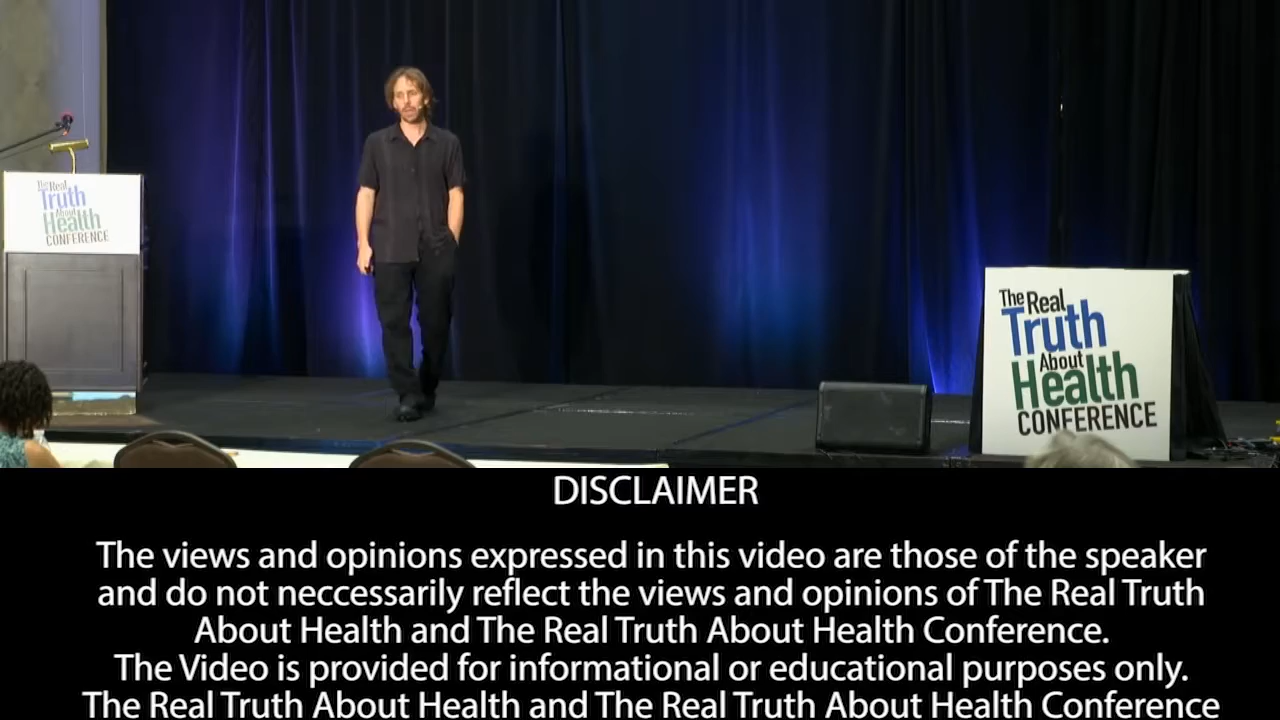 The Real
Truth
About
Health
CONFERENCE
The Real
Truth
About
Health
CONFERENCE
DISCLAIMER
The views and opinions expressed in this video are those of the speaker
and do not neccessarily reflect the views and opinions of The Real Truth
About Health and The Real Truth About Health Conference.
The Video is provided for informational or educational purposes only.
The Real Truth About Health and The Real Truth About Health Conference